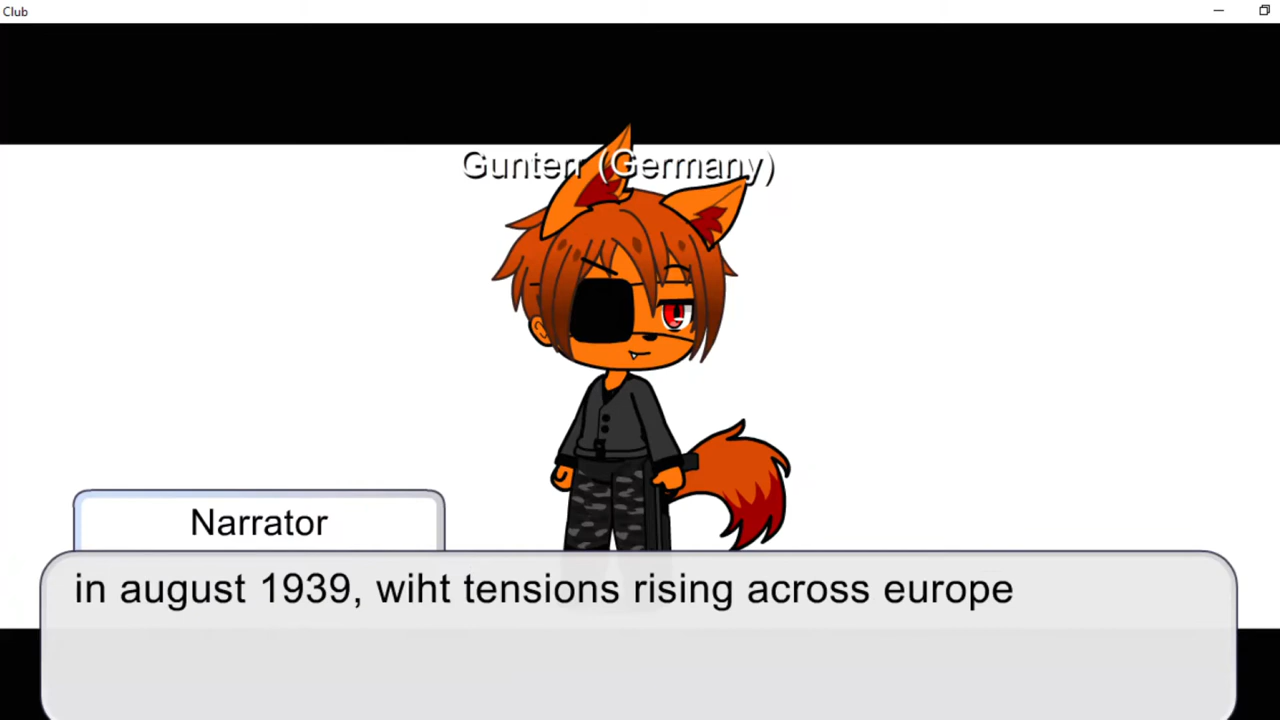 Club
Gunterr (Germany)
Narrator
in august 1939, wiht tensions rising across europe